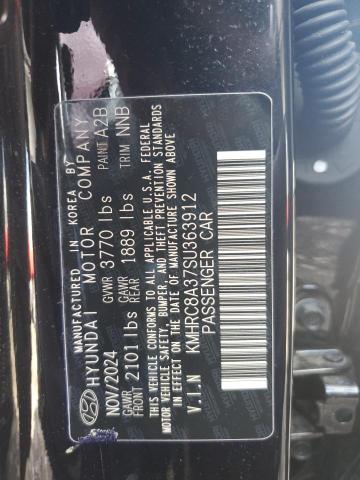 MANUFACTURED IN KOREA BY
HYUNDAI MOTOR COMPANY
NOV/2024 GVWR 3770 lbs PAINT A2B
GAWR FRONT 2101 lbs GAWR REAR 1889 lbs TRIM NNB
THIS VEHICLE CONFORMS TO ALL APPLICABLE U.S.A. FEDERAL
MOTOR VEHICLE SAFETY, BUMPER, AND THEFT PREVENTION STANDARDS
IN EFFECT ON THE DATE OF MANUFACTURE SHOWN ABOVE
V.I.N KMHRC8A37SU363912
PASSENGER CAR